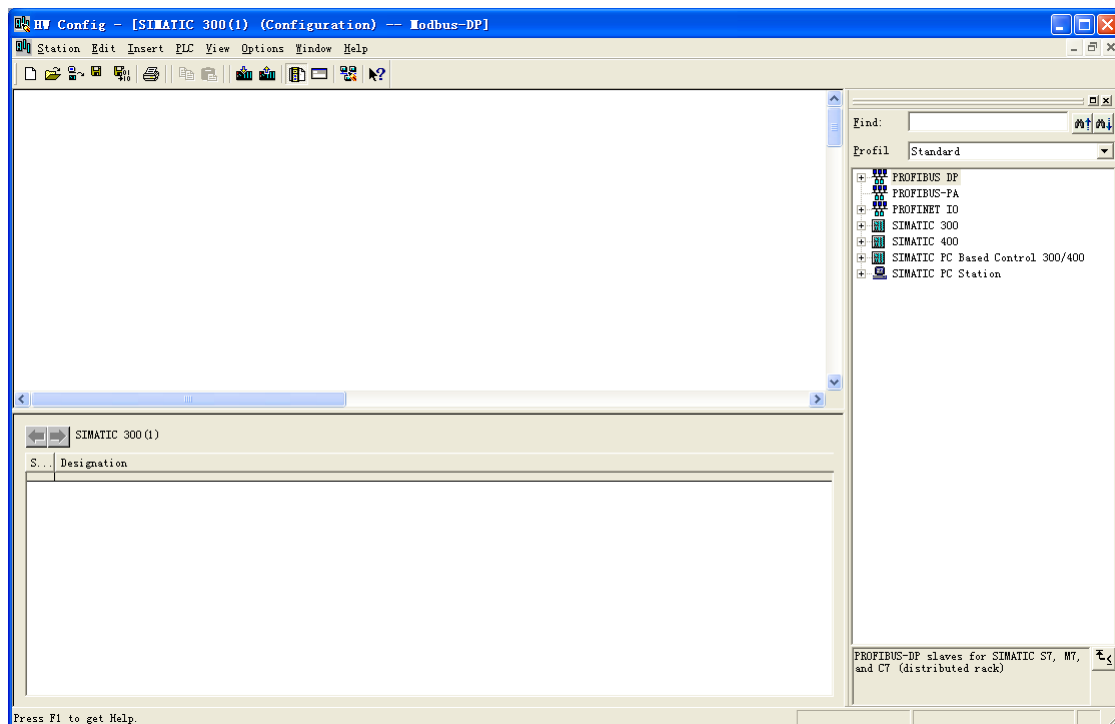 HW Config - [SIMATIC 300(1) (Configuration) -- Modbus-DP]
Station Edit Insert PLC View Options Window Help
Find:
Profil Standard
PROFIBUS DP
PROFIBUS-PA
PROFINET IO
SIMATIC 300
SIMATIC 400
SIMATIC PC Based Control 300/400
SIMATIC PC Station
SIMATIC 300(1)
S... Designation
PROFIBUS-DP slaves for SIMATIC S7, M7,
and C7 (distributed rack)
Press F1 to get Help.